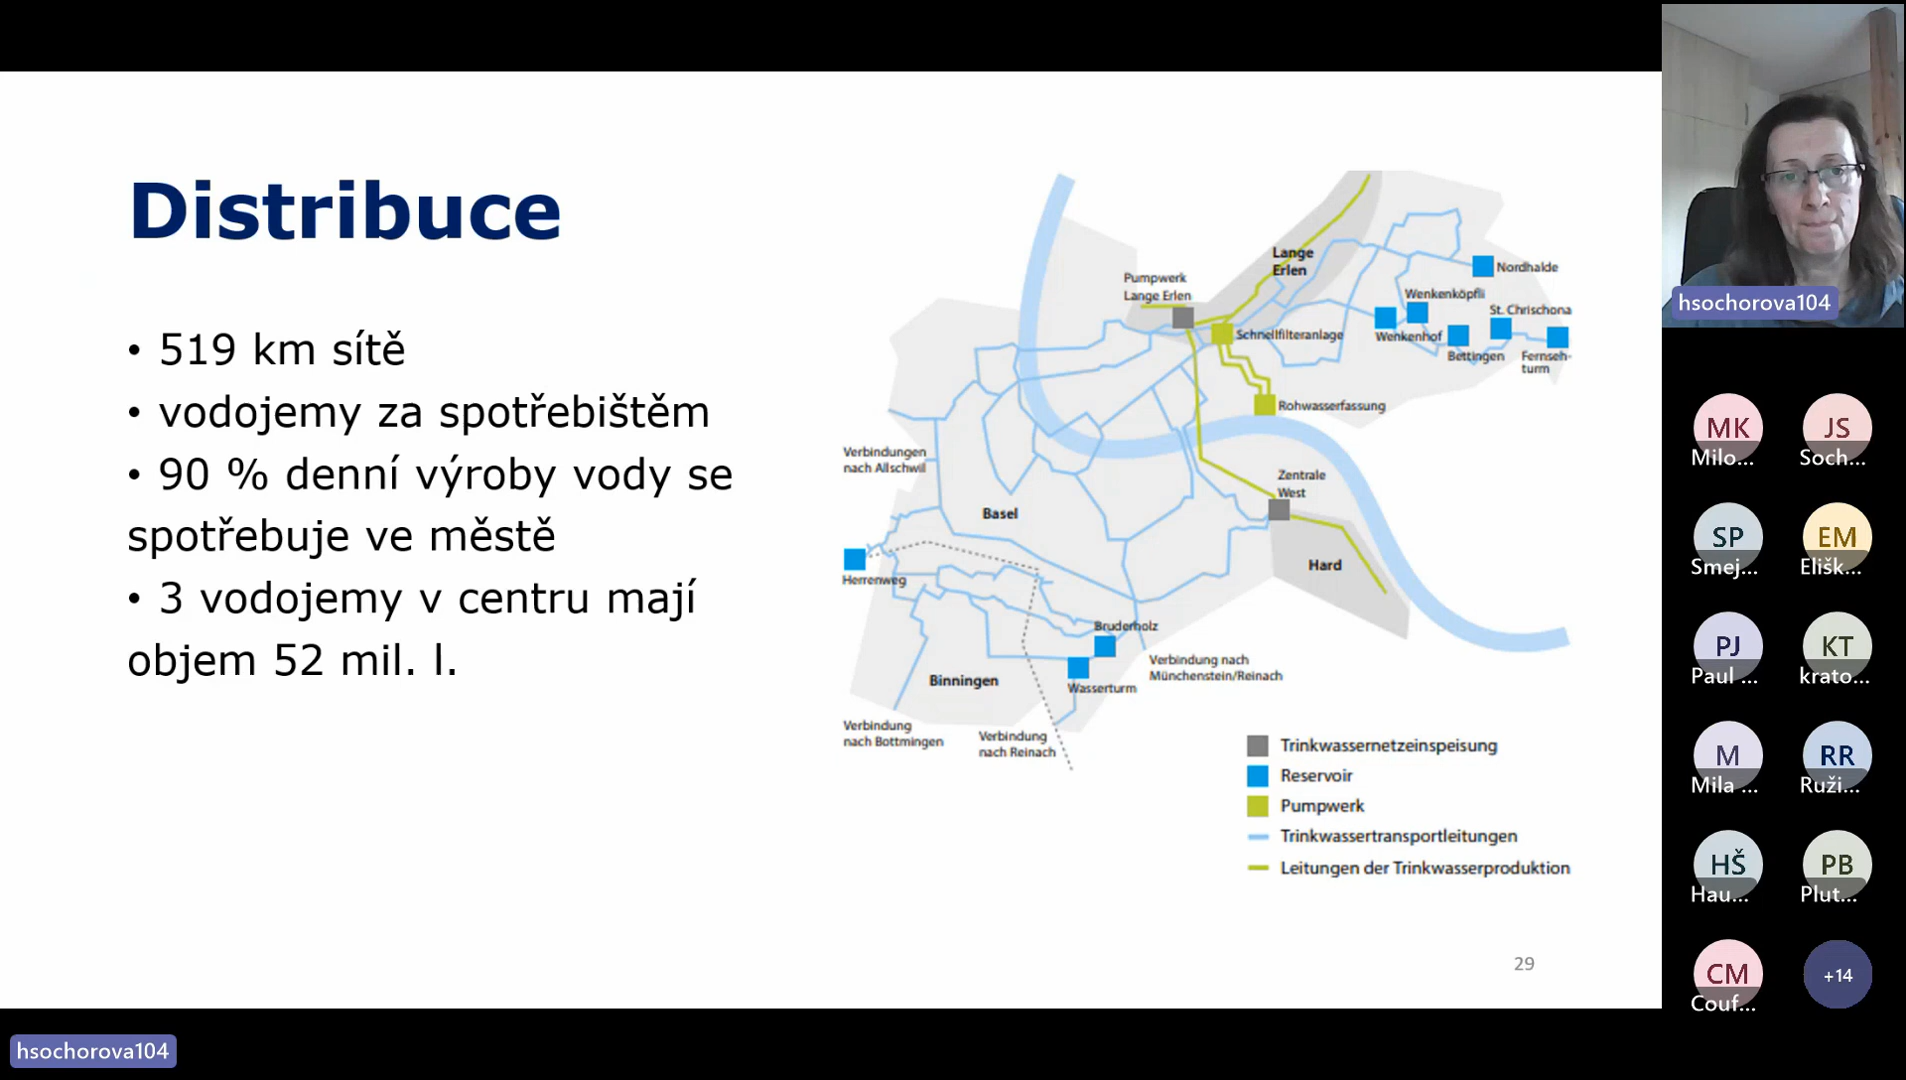 Distribuce
• 519 km sítě
• vodojemy za spotřebištěm
• 90 % denní výroby vody se
spotřebuje ve městě
• 3 vodojemy v centru mají
objem 52 mil. l.
Lange
Erlen
Pumpwerk
Lange Erlen
Nordhalde
Wenkenköpfli
St. Chrischona
Schnellfilteranlage
Wenkenhof
Bettingen
Fernseh-
turm
Rohwasserfassung
Verbindungen
nach Allschwil
Zentrale
West
Basel
Hard
Herrenweg
Bruderholz
Verbindung nach
Münchenstein/Reinach
Binningen
Wasserturm
Verbindung
nach Bottmingen
Verbindung
nach Reinach
Trinkwassernetzeinspeisung
Reservoir
Pumpwerk
Trinkwassertransportleitungen
Leitungen der Trinkwasserproduktion
29
hsochorova104
MK
Milo...
JS
Soch...
SP
Smej...
EM
Elišk...
PJ
Paul ...
KT
krato...
M
Mila ...
RR
Ruži...
HŠ
Hau...
PB
Plut...
CM
Couf...
+14
hsochorova104